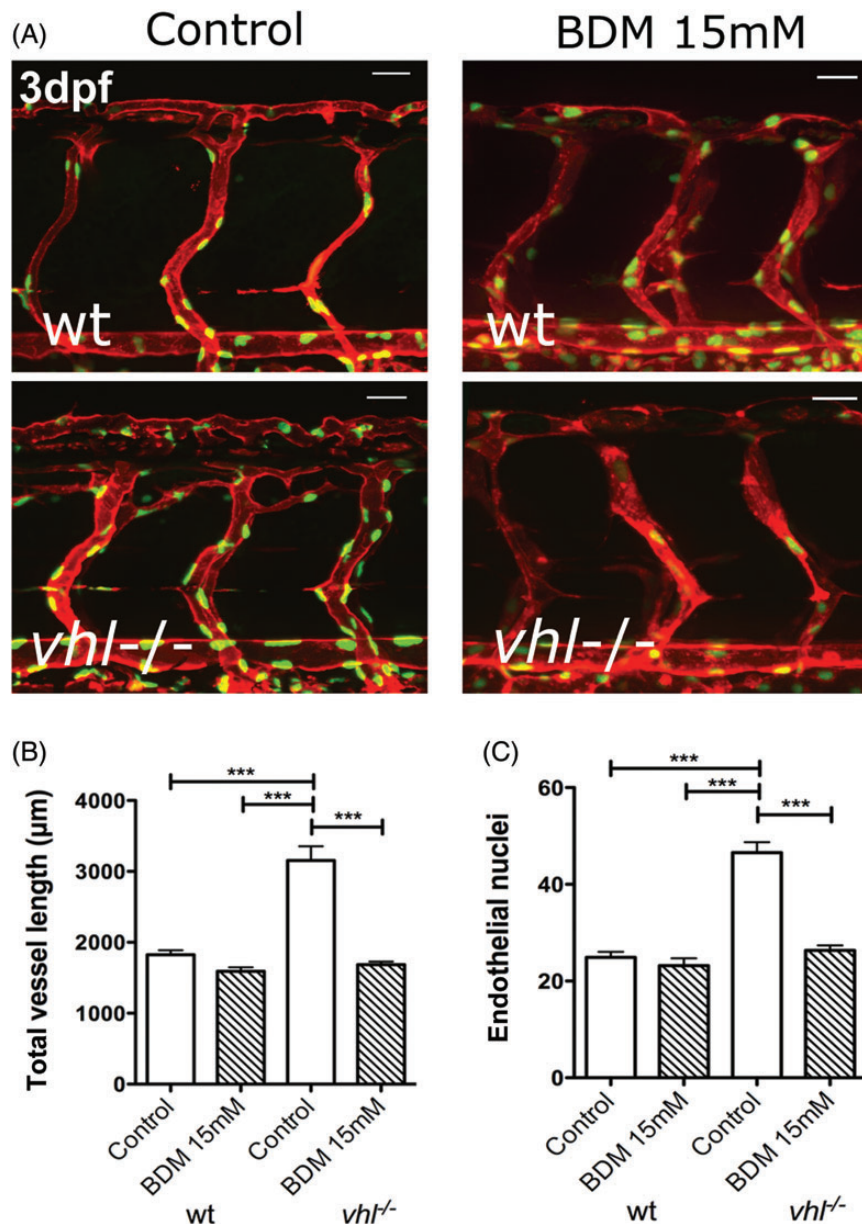 (A)
Control
BDM 15mM
3dpf
wt
wt
vhl-/-
vhl-/-
(B)
***
***
***
Total vessel length (µm)
4000
3000
2000
1000
0
Control
BDM 15mM
Control
BDM 15mM
wt
vhl-/-
(C)
***
***
***
Endothelial nuclei
60
40
20
0
Control
BDM 15mM
Control
BDM 15mM
wt
vhl-/-